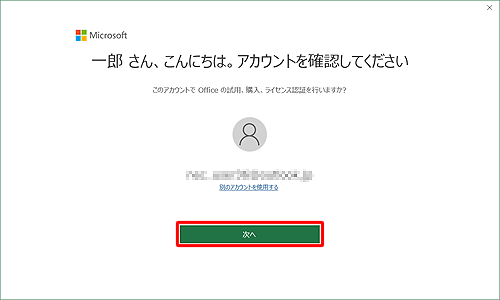 Microsoft
一郎 さん、こんにちは。アカウントを確認してください
このアカウントで Office の試用、購入、ライセンス認証を行いますか?
別のアカウントを使用する
次へ